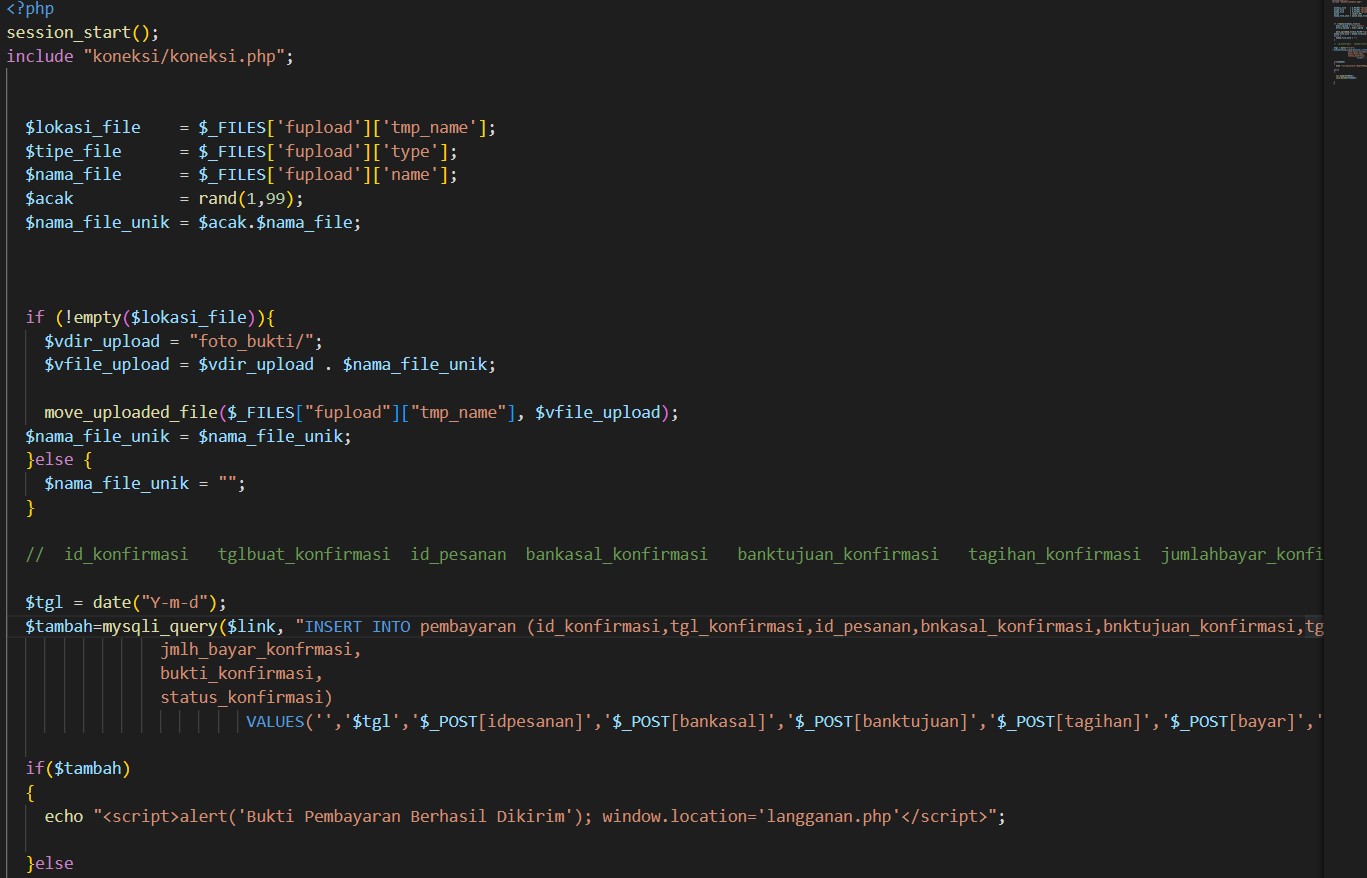 <?php
session_start();
include "koneksi/koneksi.php";
$lokasi_file    = $_FILES['fupload']['tmp_name'];
$tipe_file      = $_FILES['fupload']['type'];
$nama_file      = $_FILES['fupload']['name'];
$acak           = rand(1,99);
$nama_file_unik = $acak.$nama_file;
if (!empty($lokasi_file)){
$vdir_upload = "foto_bukti/";
$vfile_upload = $vdir_upload . $nama_file_unik;
move_uploaded_file($_FILES["fupload"]["tmp_name"], $vfile_upload);
$nama_file_unik = $nama_file_unik;
}else {
$nama_file_unik = "";
}
//  id_konfirmasi   tglbuat_konfirmasi  id_pesanan  bankasal_konfirmasi   banktujuan_konfirmasi   tagihan_konfirmasi  jumlahbayar_konfi
$tgl = date("Y-m-d");
$tambah=mysqli_query($link, "INSERT INTO pembayaran (id_konfirmasi,tgl_konfirmasi,id_pesanan,bnkasal_konfirmasi,bnktujuan_konfirmasi,tg
jmlh_bayar_konfrmasi,
bukti_konfirmasi,
status_konfirmasi)
VALUES('','$tgl','$_POST[idpesanan]','$_POST[bankasal]','$_POST[banktujuan]','$_POST[tagihan]','$_POST[bayar]','
if($tambah)
{
echo "<script>alert('Bukti Pembayaran Berhasil Dikirim'); window.location='langganan.php'</script>";
}else